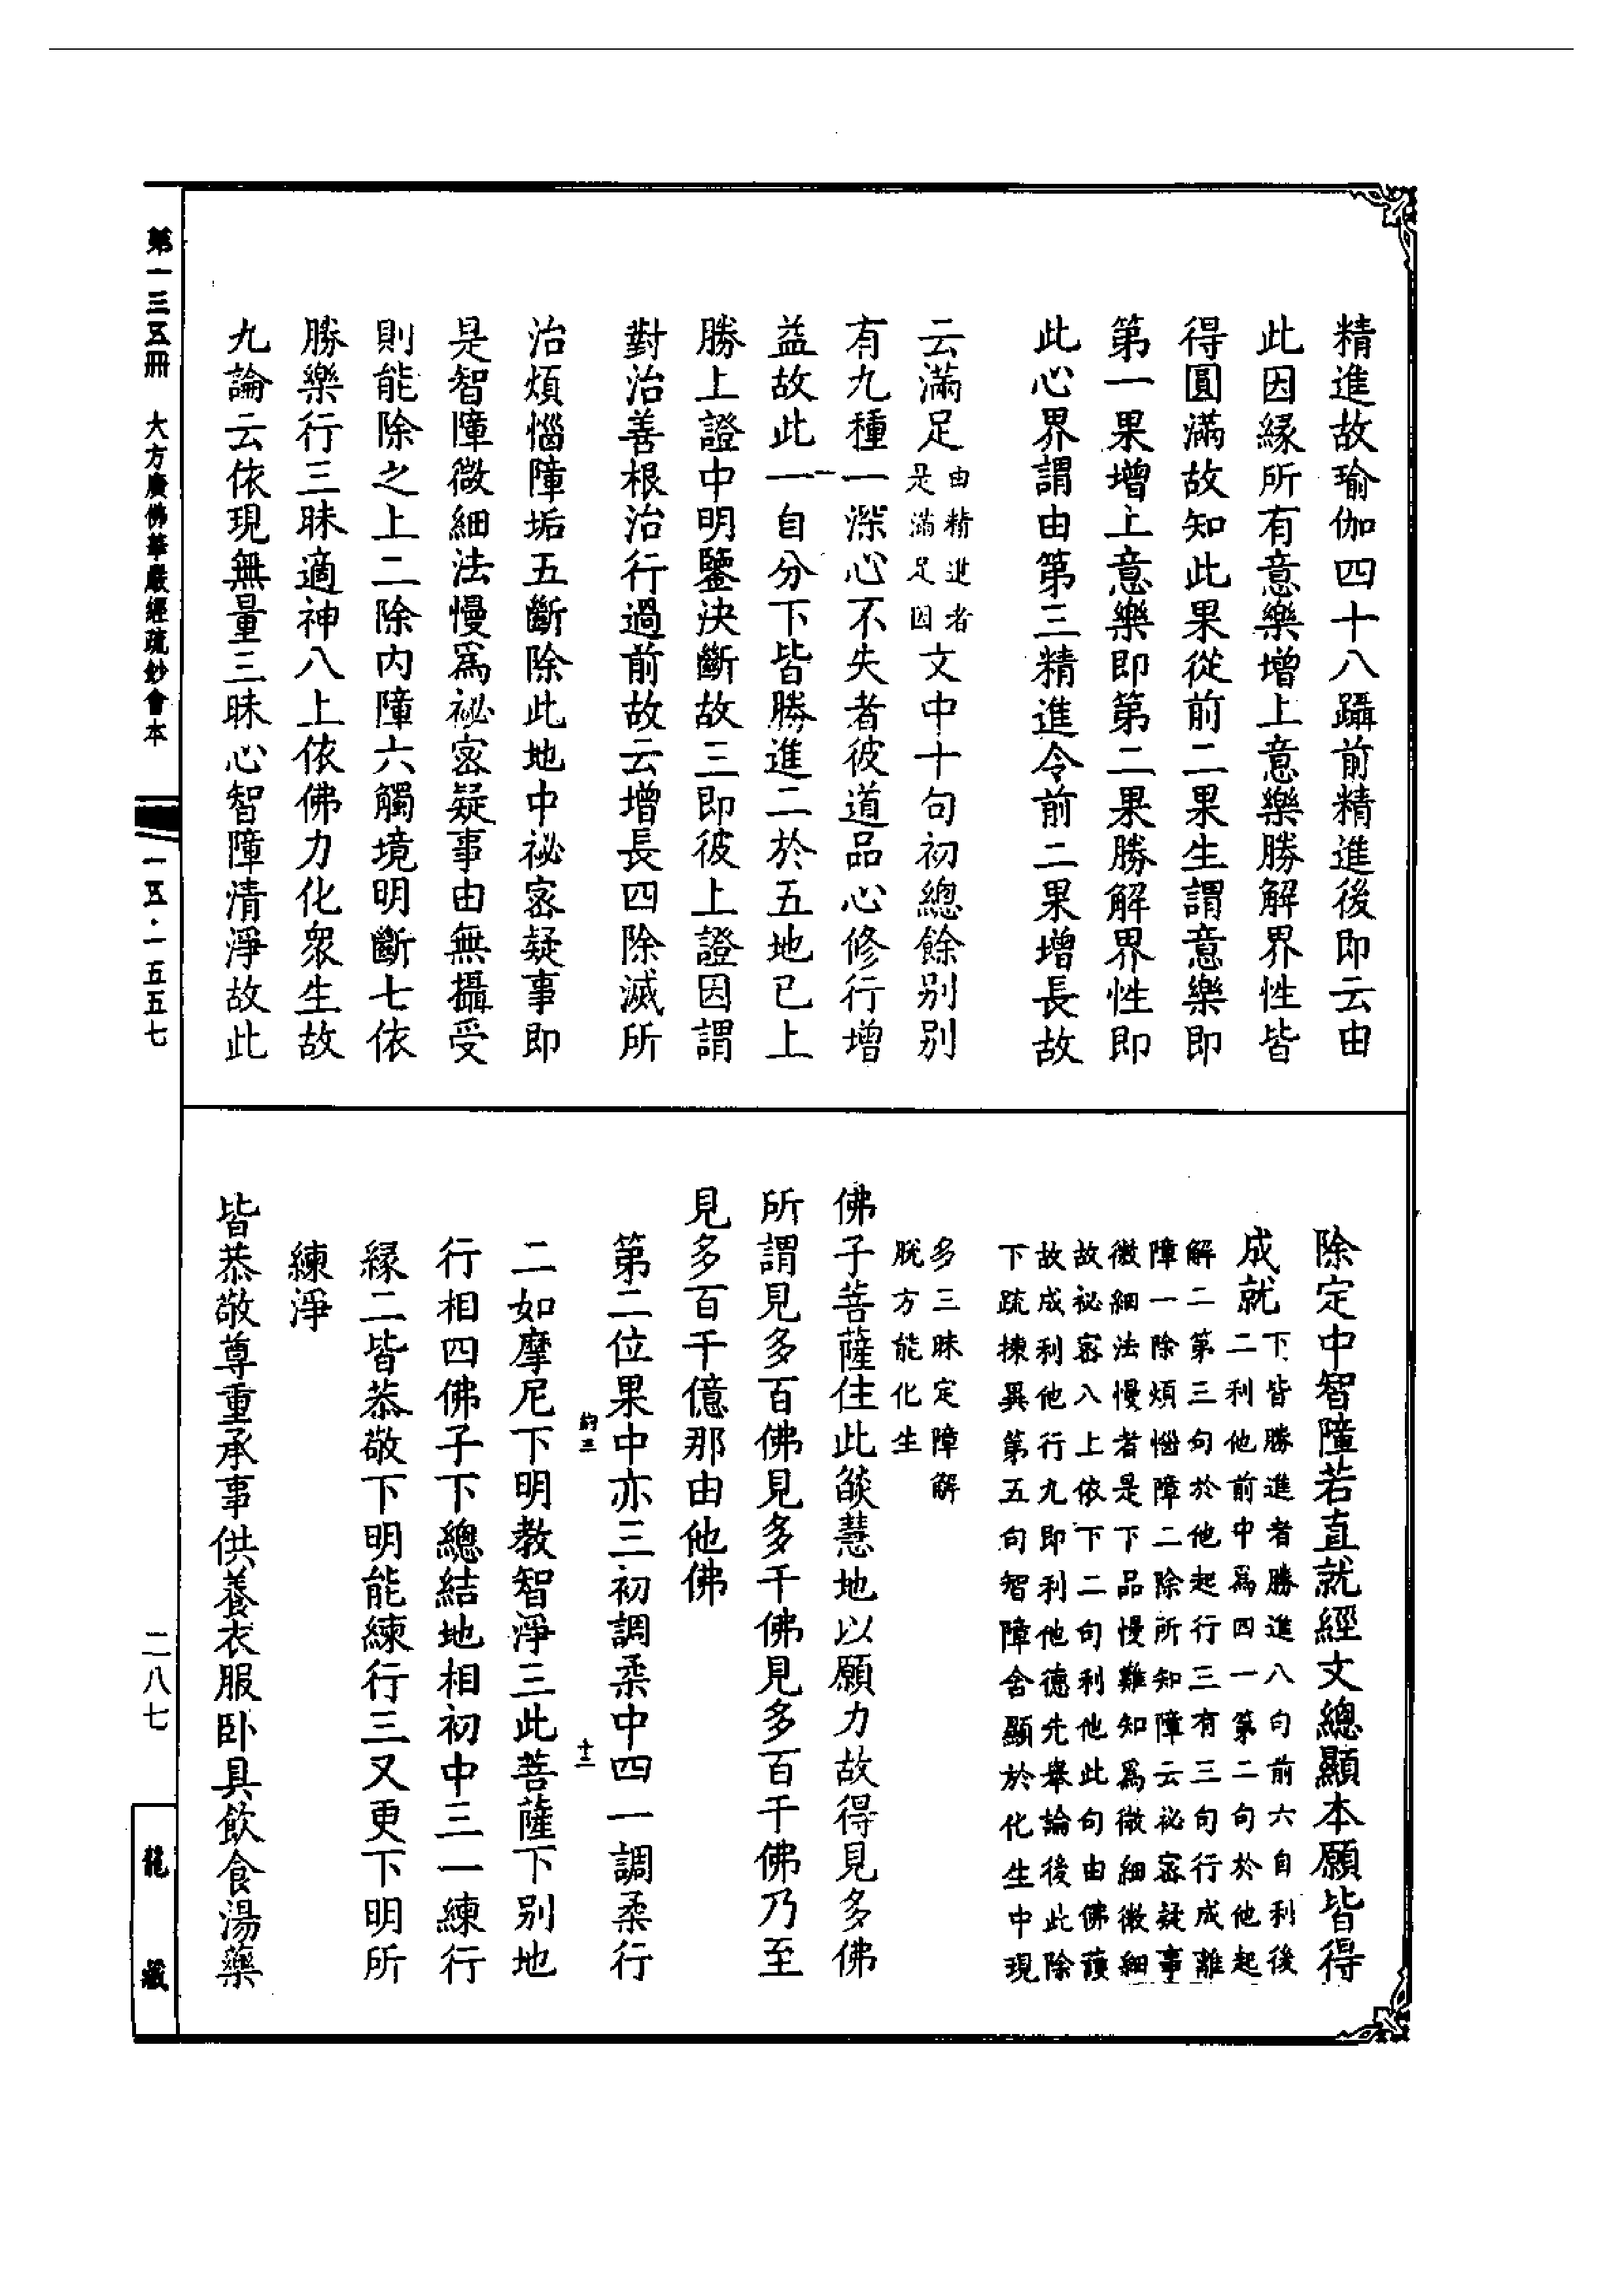 精進故瑜伽四十八躡前精進後即云由
此因緣所有意樂增上意樂勝解界性皆
得圓滿故知此果從前二果生謂意樂即
第一果增上意樂即第二果勝解界性即
此心界謂由第三精進令前二果增長故
云滿足由精進者是滿足因文中十句初總餘別別
有九種一深心不失者彼道品心修行增
益故此一自分下皆勝進二於五地已上
勝上證中明鑒決斷故三即彼上證因謂
對治善根治行過前故云增長四除滅所
治煩惱障垢五斷除此地中祕密疑事即
是智障微細法慢為祕密疑事由無攝受
則能除之上二除內障六觸境明斷七依
勝樂行三昧適神八上依佛力化眾生故
九論云依現無量三昧心智障清淨故此
除定中智障若直就經文總顯本願皆得
成就下皆勝進者勝進八句前六自利後
二利他前中為四一第二句於他起
解二第三句於他起行三有三句行成離
障一除煩惱障二除所知障云祕密疑事
微細法慢者是下品慢難知為微細微細
故祕密八上依下二句利他此句由佛護
故成利他行九即利他德先舉論後此除
下疏揀異第五句智障含顯於化生中現
多三昧定障解
脫方能化生
佛子菩薩住此燄慧地以願力故得見多佛
所謂見多百佛見多千佛見多百千佛乃至
見多百千億那由他佛
第二位果中亦三初調柔中四一調柔行
鈞三 十二
二如摩尼下明教智淨三此菩薩下別地
行相四佛子下總結地相初中三一練行
緣二皆恭敬下明能練行三又更下明所
練淨
皆恭敬尊重承事供養衣服臥具飲食湯藥
第一三五冊 大方廣佛華嚴經疏鈔會本 一五·一五五七 二八七 龍藏